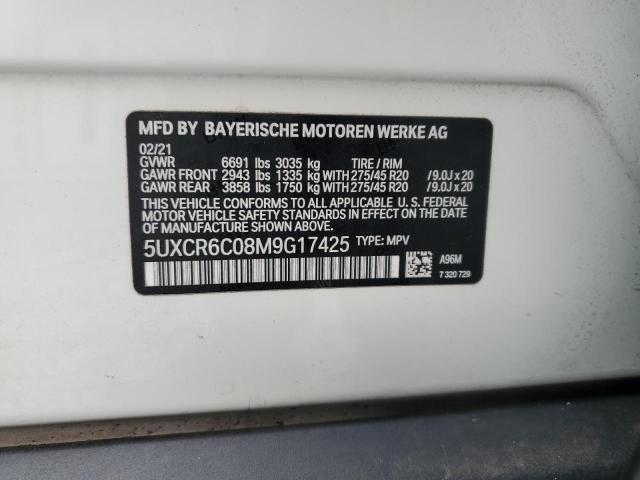 MFD BY BAYERISCHE MOTOREN WERKE AG
02/21
GVWR 6691 lbs 3035 kg TIRE / RIM
GAWR FRONT 2943 lbs 1335 kg WITH 275/45 R20 /9.0J x 20
GAWR REAR 3858 lbs 1750 kg WITH 275/45 R20 /9.0J x 20
THIS VEHICLE CONFORMS TO ALL APPLICABLE U. S. FEDERAL
MOTOR VEHICLE SAFETY STANDARDS IN EFFECT ON THE DATE
OF MANUFACTURE SHOWN ABOVE.
5UXCR6C08M9G17425 TYPE: MPV
A96M
7 320 729